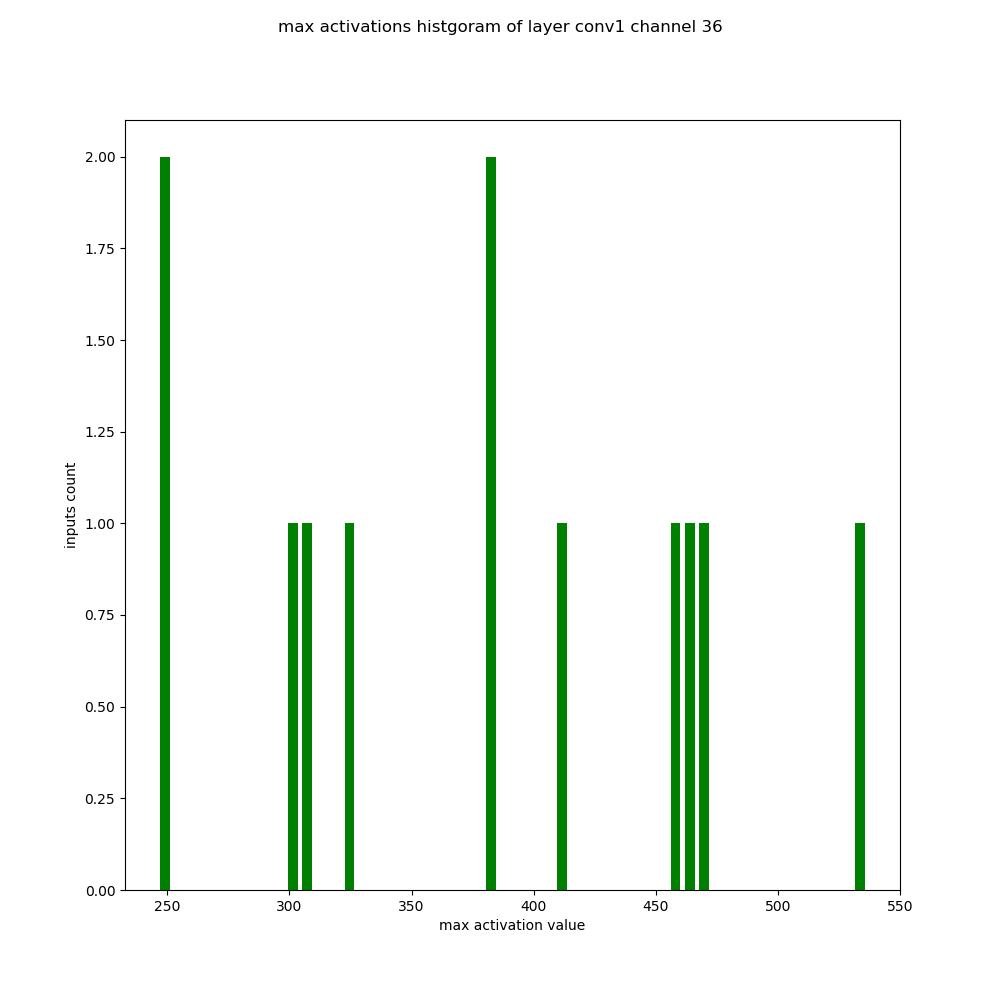 max activations histgoram of layer conv1 channel 36
2.00
1.75
1.50
1.25
1.00
0.75
0.50
0.25
0.00
inputs count
250 300 350 400 450 500 550
max activation value